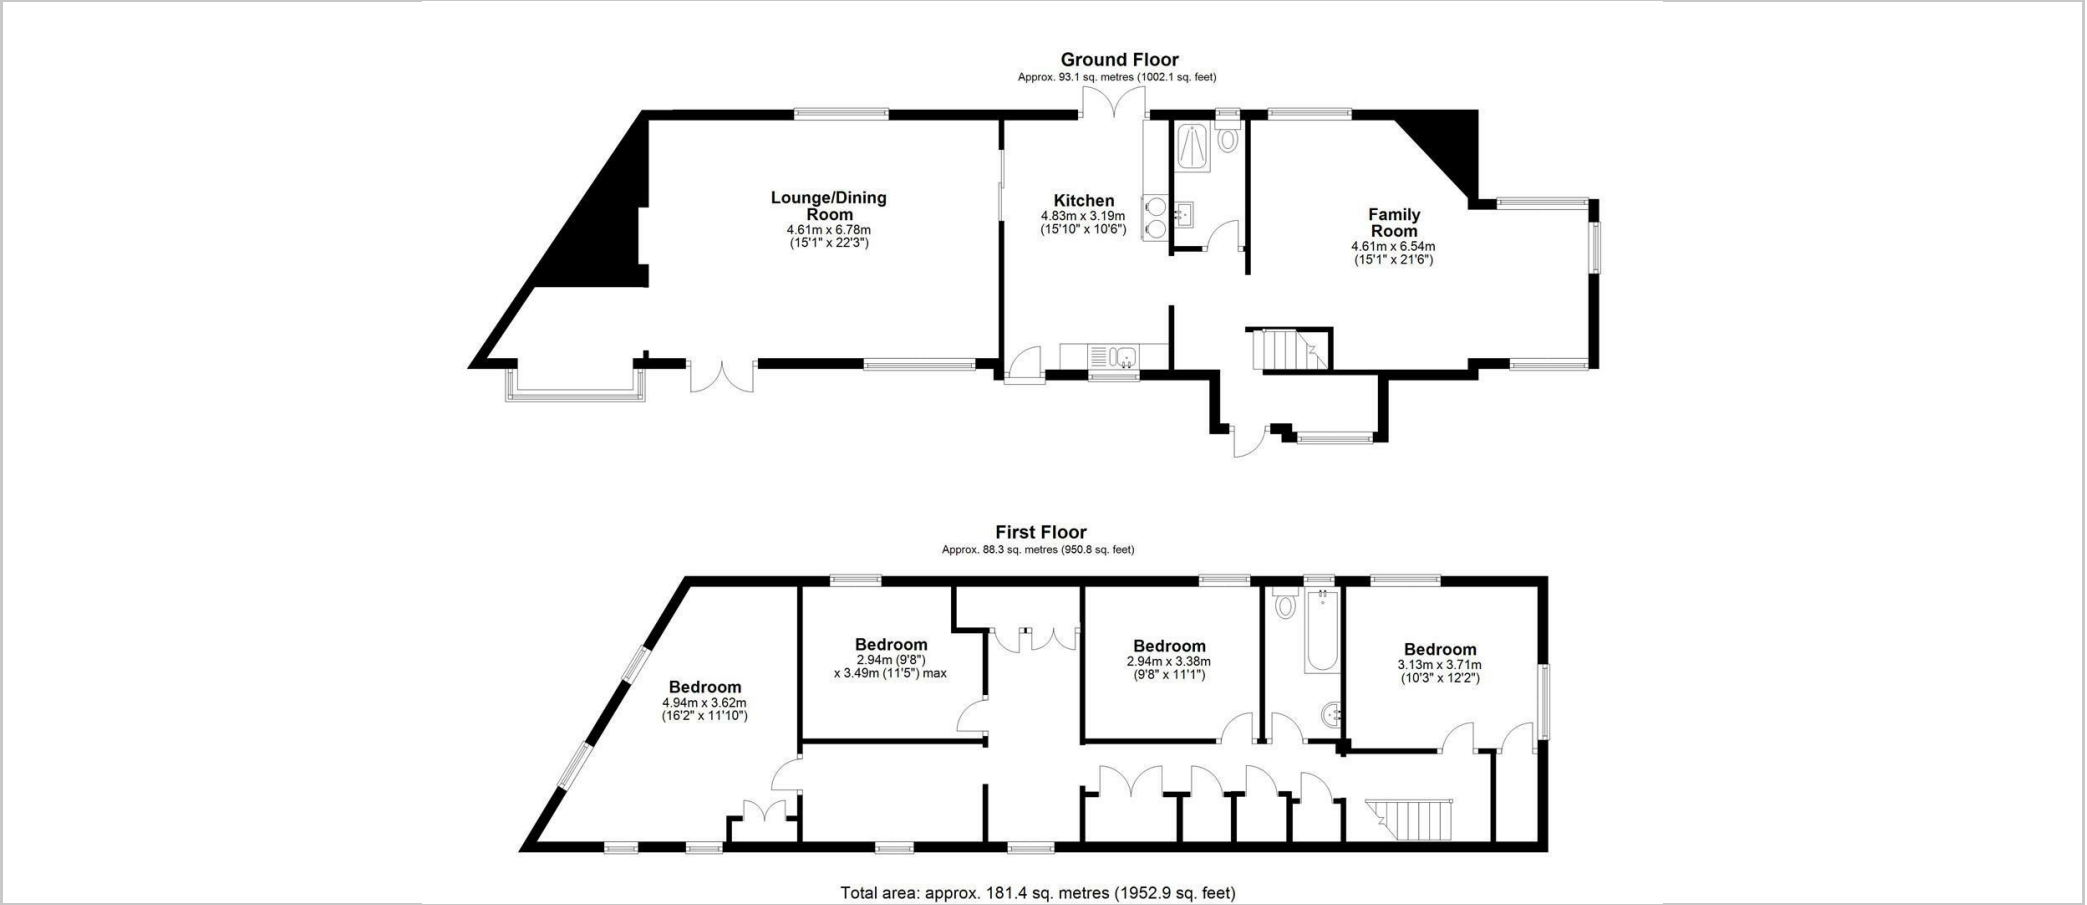 Ground Floor
Approx. 93.1 sq. metres (1002.1 sq. feet)
Lounge/Dining
Room
4.61m x 6.78m
(15'1" x 22'3")
Kitchen
4.83m x 3.19m
(15'10" x 10'6")
Family
Room
4.61m x 6.54m
(15'1" x 21'6")
First Floor
Approx. 88.3 sq. metres (950.8 sq. feet)
Bedroom
4.94m x 3.62m
(16'2" x 11'10")
Bedroom
2.94m (9'8")
x 3.49m (11'5") max
Bedroom
2.94m x 3.38m
(9'8" x 11'1")
Bedroom
3.13m x 3.71m
(10'3" x 12'2")
Total area: approx. 181.4 sq. metres (1952.9 sq. feet)